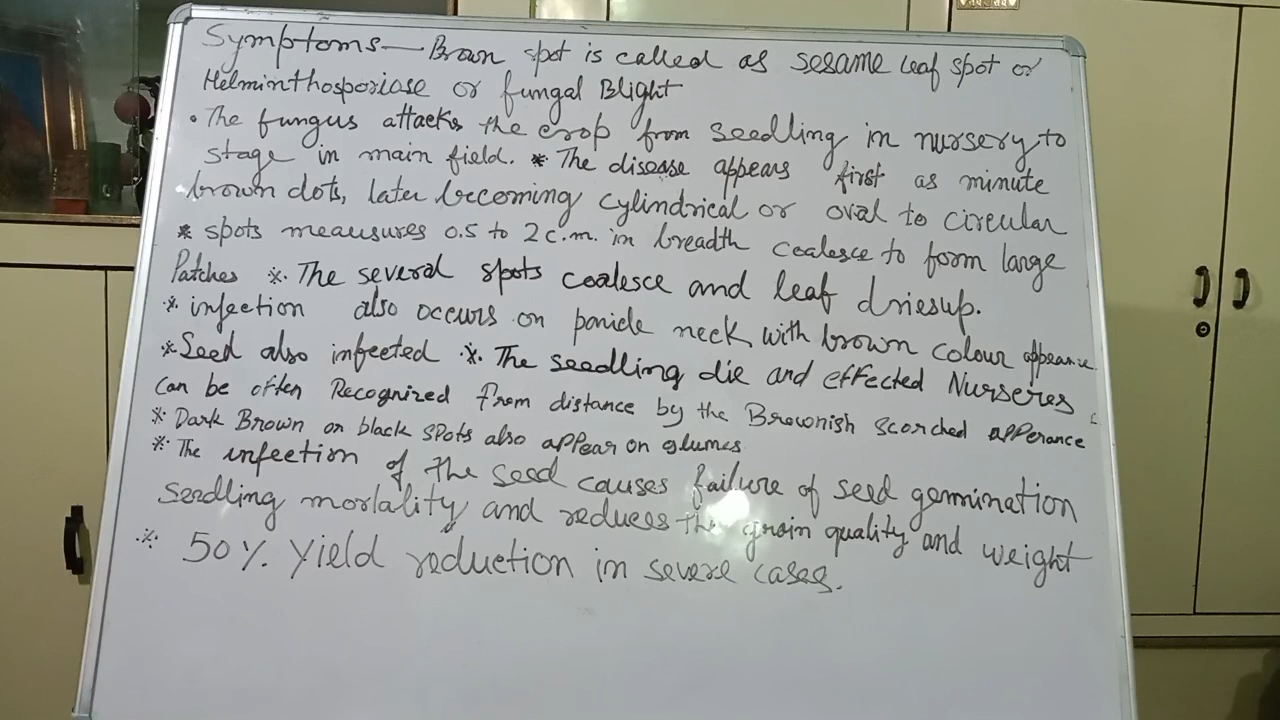 Symptoms — Brown spot is called as sesame leaf spot or
Helminthosporiose or fungal Blight
• The fungus attacks the crop from seedling in nursery to
stage in main field. * The disease appears first as minute
brown dots, later becoming cylindrical or oval to circular
* spots meausures 0.5 to 2 c.m. in breadth coalesce to form large
Patches * The several spots coalesce and leaf driesup.
* infection also occurs on panicle neck with brown colour appearance
* Seed also infected * The seedling die and effected Nurseres
can be often Recognized from distance by the Brownish scorched apperance
* Dark Brown or black spots also appear on glumes
* The infection of the seed causes failure of seed germination
seedling mortality and reduces the grain quality and weight
* 50% Yield reduction in severe cases.